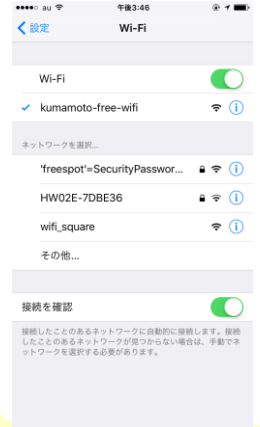 au 午後3:46
設定 Wi-Fi
Wi-Fi
kumamoto-free-wifi
ネットワークを選択...
'freespot'=SecurityPasswor...
HW02E-7DBE36
wifi_square
その他...
接続を確認
接続したことのあるネットワークに自動的に接続します。接続
したことのあるネットワークが見つからない場合は、手動でネ
ットワークを選択する必要があります。